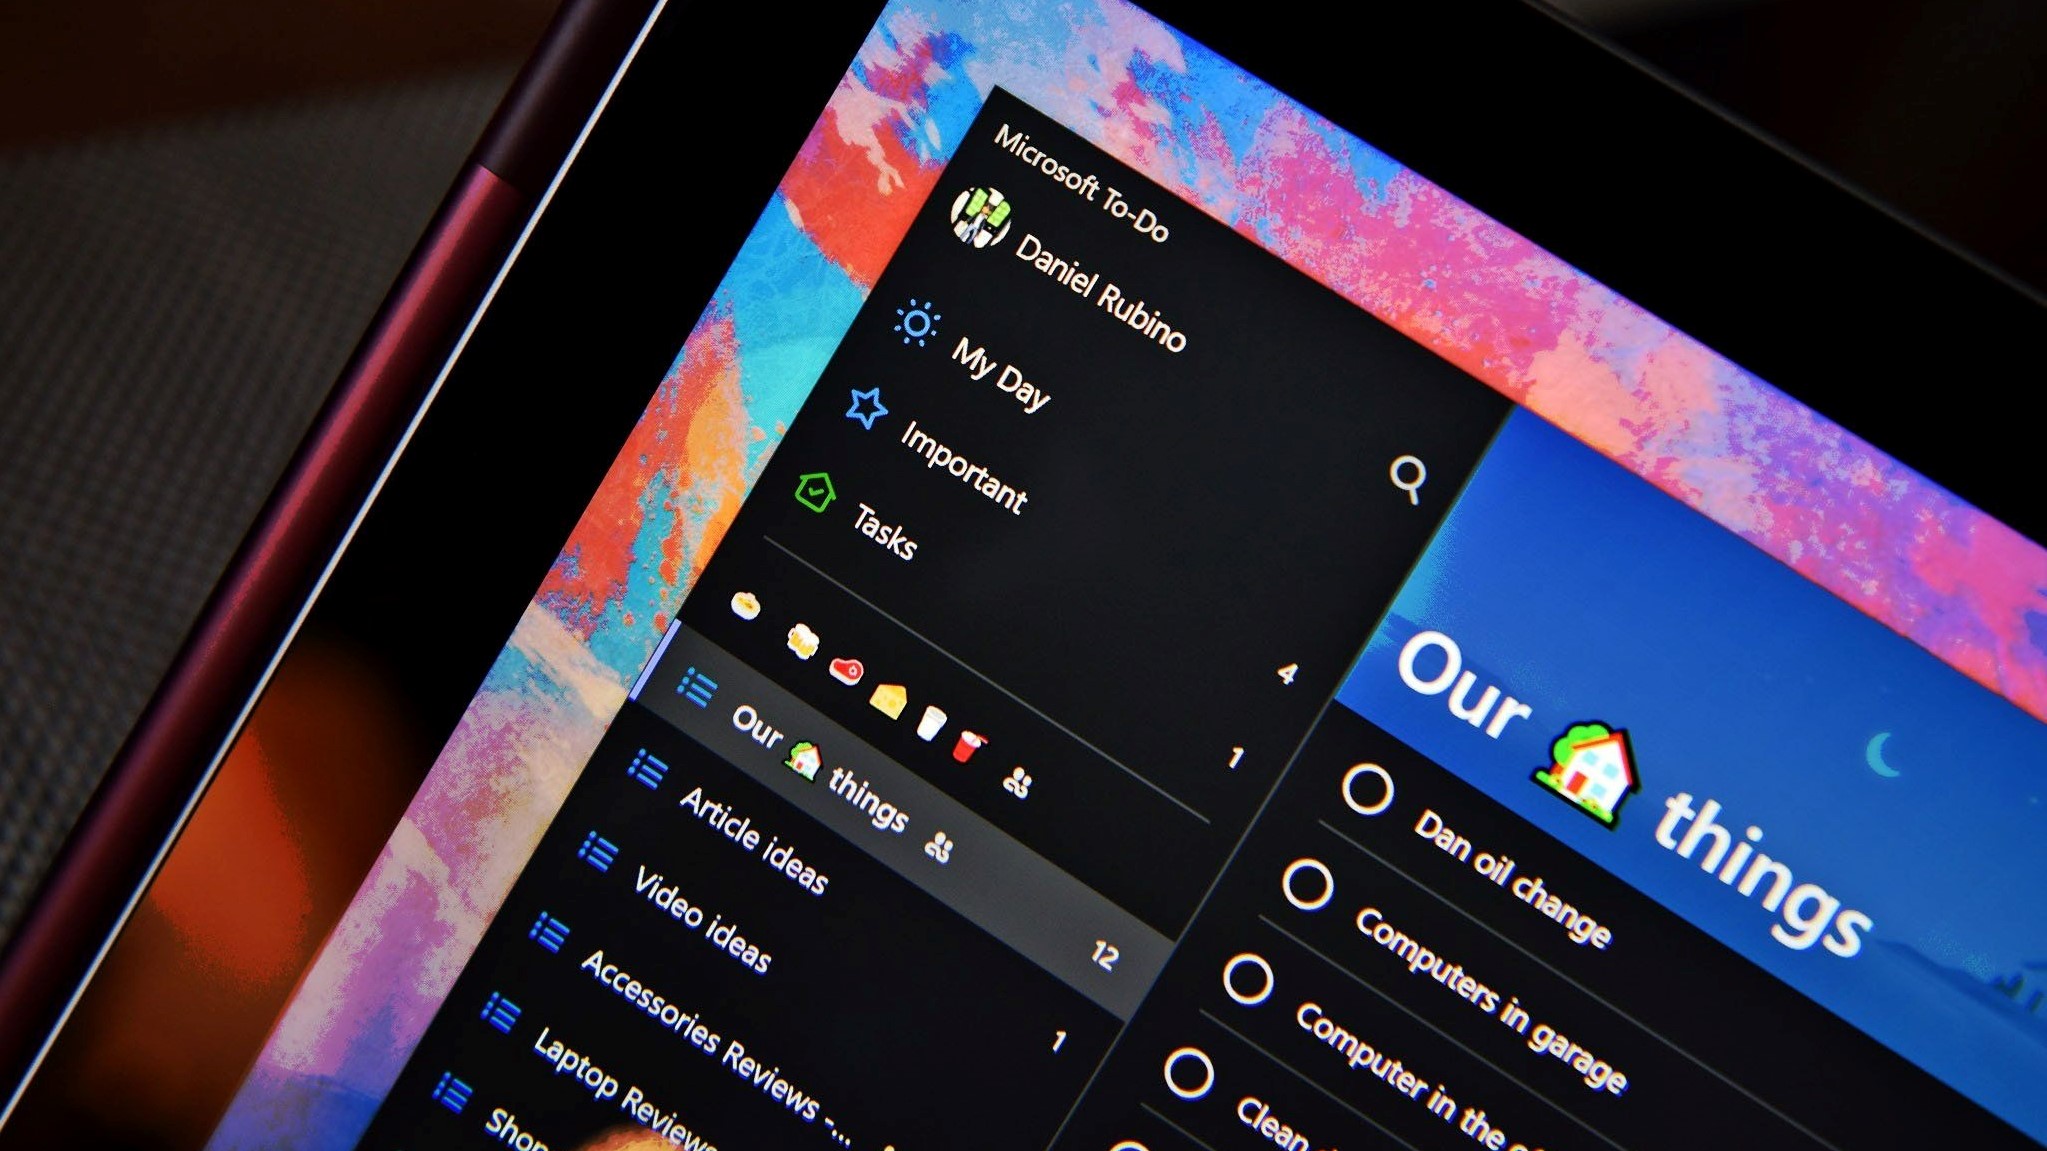 Microsoft To-Do
Daniel Rubino
My Day
Important
4
Tasks
1
Our things
12
Article ideas
1
Video ideas
Accessories Reviews -...
Laptop Reviews
Our things
Dan oil change
Computers in garage
Computer in the
Clean